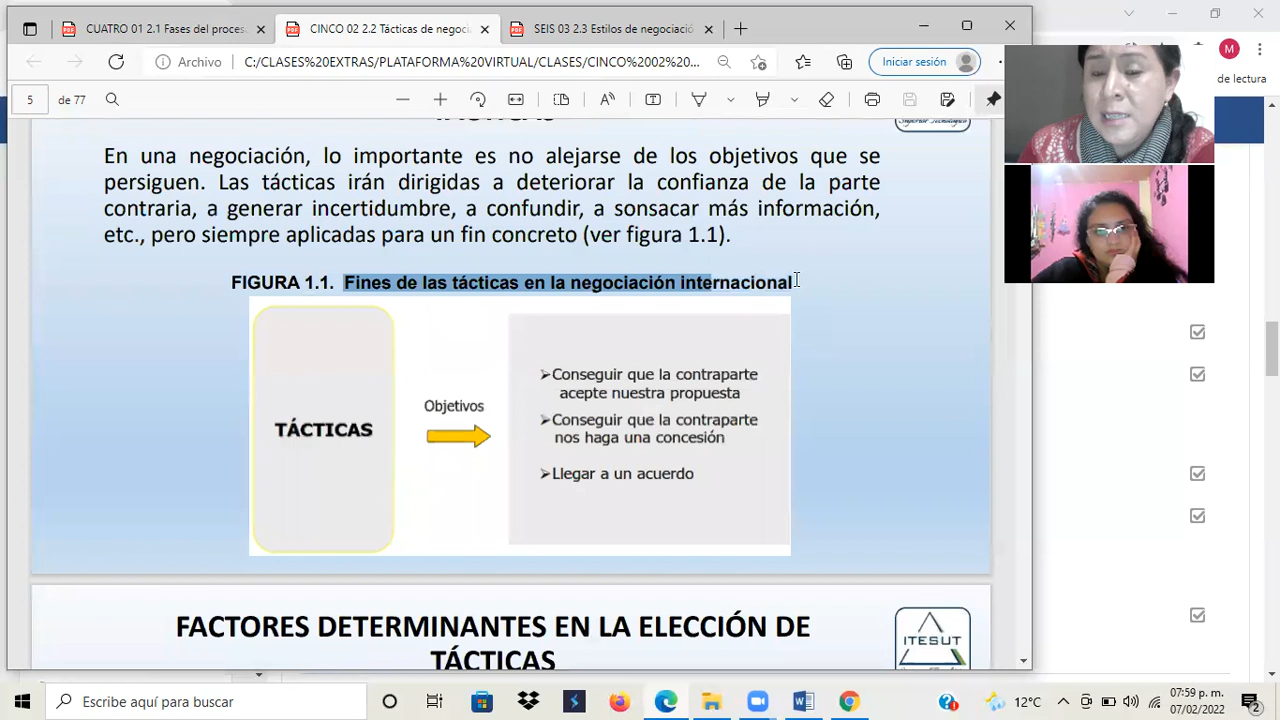 CUATRO 01 2.1 Fases del proces
CINCO 02 2.2 Tácticas de negoci
SEIS 03 2.3 Estilos de negociació
M
Archivo
C:/CLASES%20EXTRAS/PLATAFORMA%20VIRTUAL/CLASES/CINCO%2002%20...
Iniciar sesión
de lectura
5 de 77
En una negociación, lo importante es no alejarse de los objetivos que se
persiguen. Las tácticas irán dirigidas a deteriorar la confianza de la parte
contraria, a generar incertidumbre, a confundir, a sonsacar más información,
etc., pero siempre aplicadas para un fin concreto (ver figura 1.1).
FIGURA 1.1. Fines de las tácticas en la negociación internacional
TÁCTICAS
Objetivos
➢Conseguir que la contraparte
acepte nuestra propuesta
➢Conseguir que la contraparte
nos haga una concesión
➢Llegar a un acuerdo
FACTORES DETERMINANTES EN LA ELECCIÓN DE
TÁCTICAS
ITESUT
Escribe aquí para buscar
12°C
07:59 p. m.
07/02/2022
2